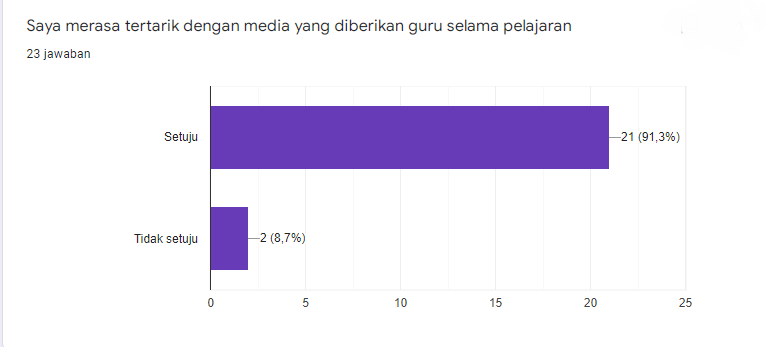 Saya merasa tertarik dengan media yang diberikan guru selama pelajaran
23 jawaban
Setuju
21 (91,3%)
Tidak setuju
2 (8,7%)
0 5 10 15 20 25